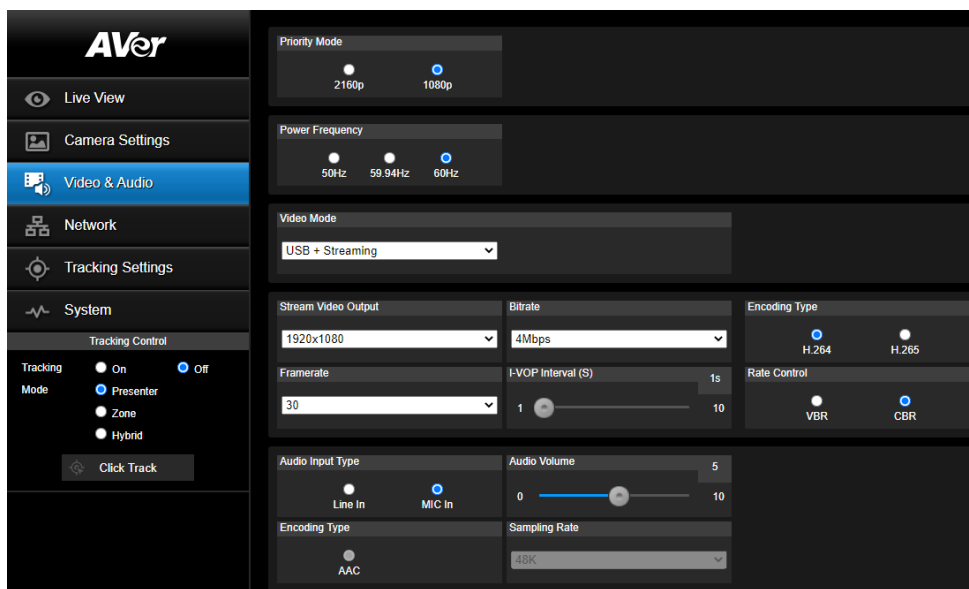 AVer
Live View
Camera Settings
Video & Audio
Network
Tracking Settings
System
Tracking Control
Tracking On Off
Mode Presenter
Zone
Hybrid
Click Track
Priority Mode
2160p 1080p
Power Frequency
50Hz 59.94Hz 60Hz
Video Mode
USB + Streaming
Stream Video Output Bitrate Encoding Type
1920x1080 4Mbps H.264 H.265
Framerate I-VOP Interval (S) 1s Rate Control
30 1 10 VBR CBR
Audio Input Type Audio Volume 5
Line In MIC In 0 10
Encoding Type Sampling Rate
AAC 48K